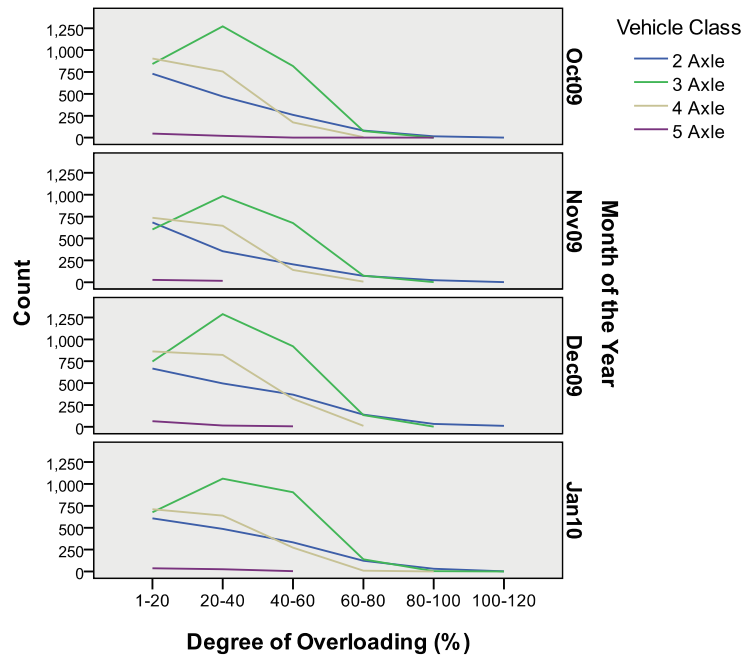 Vehicle Class
2 Axle
3 Axle
4 Axle
5 Axle
Count
Month of the Year
1,250
1,000
750
500
250
0
Oct09
1,250
1,000
750
500
250
0
Nov09
1,250
1,000
750
500
250
0
Dec09
1,250
1,000
750
500
250
0
Jan10
1-20 20-40 40-60 60-80 80-100 100-120
Degree of Overloading (%)